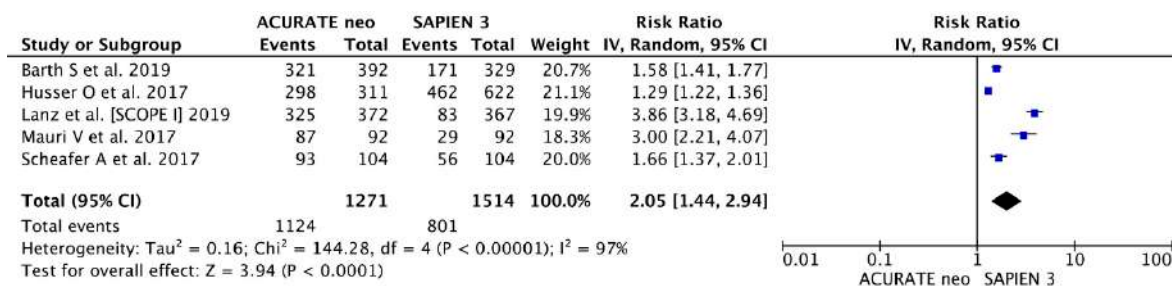 ACURATE neo SAPIEN 3 Risk Ratio Risk Ratio
Study or Subgroup Events Total Events Total Weight IV, Random, 95% CI IV, Random, 95% CI
Barth S et al. 2019 321 392 171 329 20.7% 1.58 [1.41, 1.77]
Husser O et al. 2017 298 311 462 622 21.1% 1.29 [1.22, 1.36]
Lanz et al. [SCOPE I] 2019 325 372 83 367 19.9% 3.86 [3.18, 4.69]
Mauri V et al. 2017 87 92 29 92 18.3% 3.00 [2.21, 4.07]
Scheafer A et al. 2017 93 104 56 104 20.0% 1.66 [1.37, 2.01]
Total (95% CI) 1271 1514 100.0% 2.05 [1.44, 2.94]
Total events 1124 801
Heterogeneity: Tau² = 0.16; Chi² = 144.28, df = 4 (P < 0.00001); I² = 97%
Test for overall effect: Z = 3.94 (P < 0.0001)
0.01 0.1 1 10 100
ACURATE neo SAPIEN 3